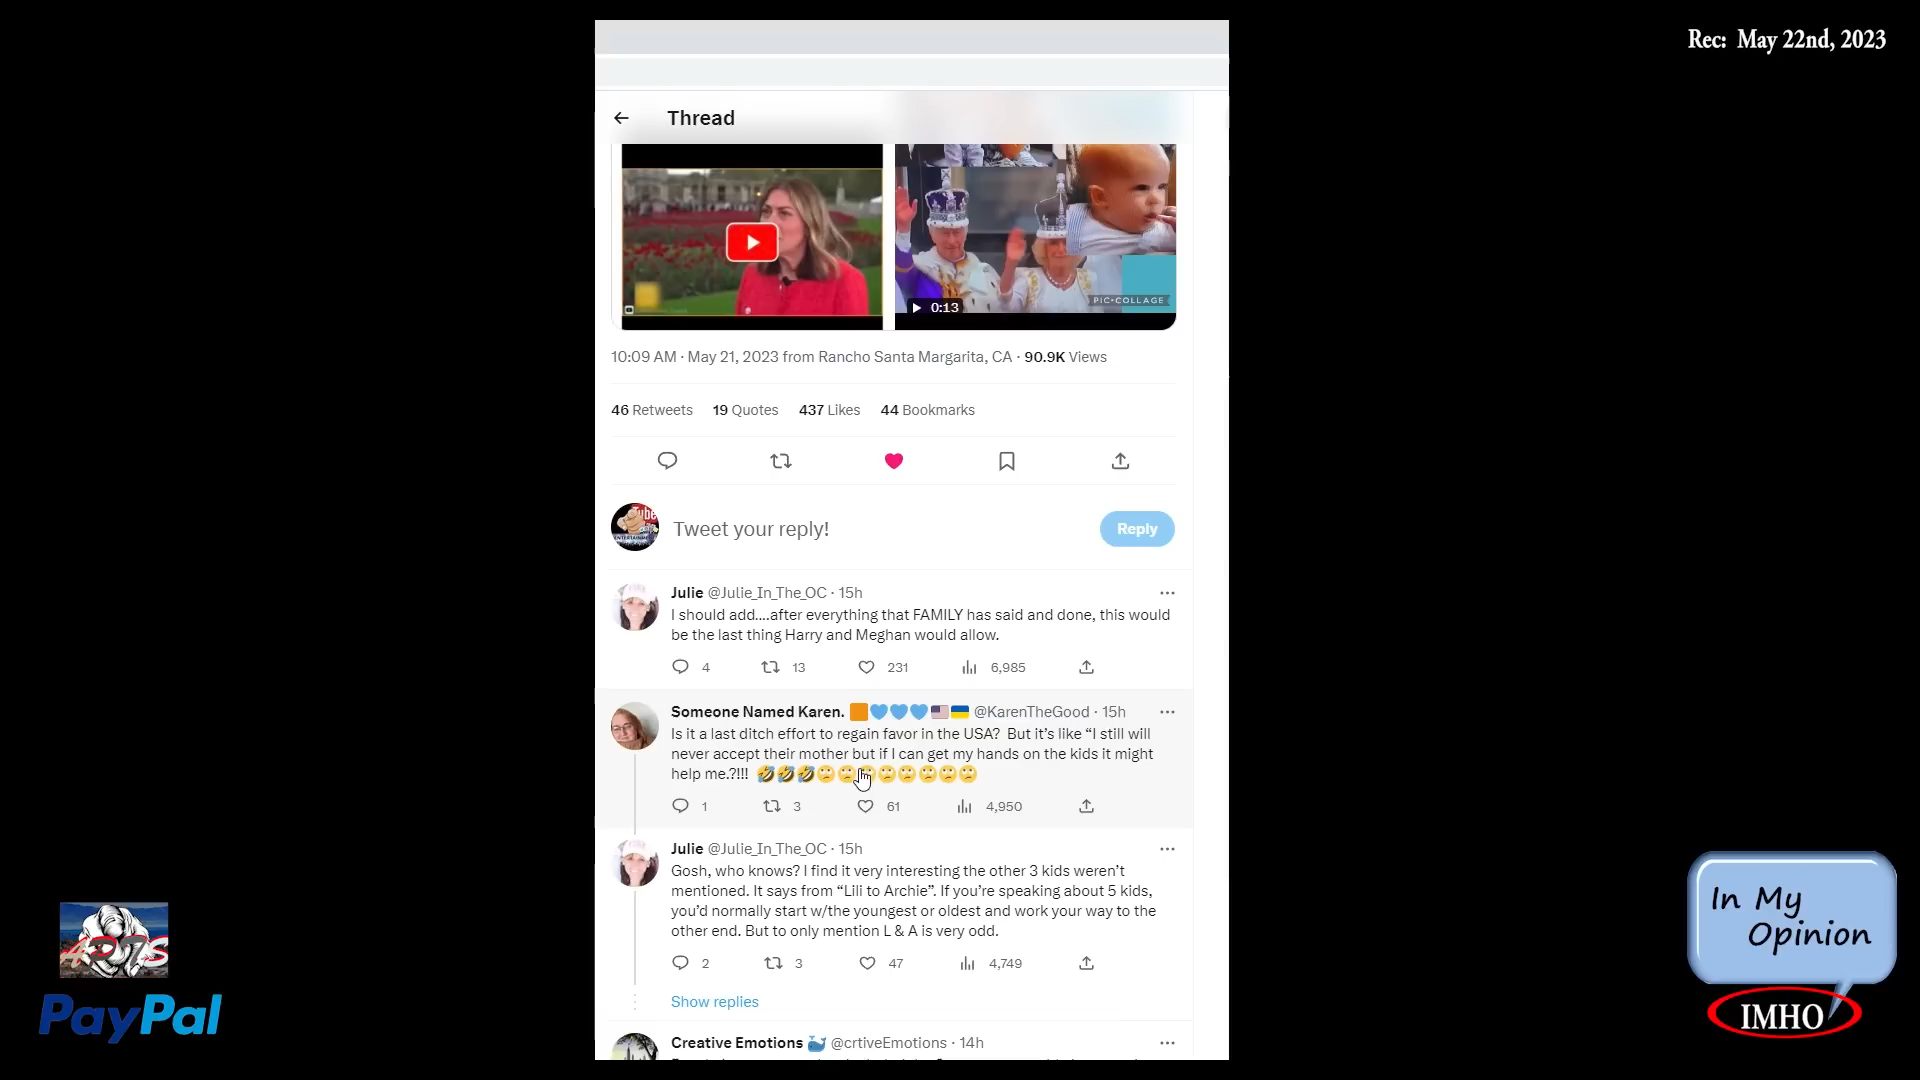 Rec: May 22nd, 2023
Thread
0:13
PIC•COLLAGE
10:09 AM · May 21, 2023 from Rancho Santa Margarita, CA · 90.9K Views
46 Retweets 19 Quotes 437 Likes 44 Bookmarks
Tweet your reply!
Reply
Julie @Julie_In_The_OC · 15h
I should add....after everything that FAMILY has said and done, this would
be the last thing Harry and Meghan would allow.
4 13 231 6,985
Someone Named Karen. 🟧💙💙💙🇺🇸🇺🇦 @KarenTheGood · 15h
Is it a last ditch effort to regain favor in the USA? But it's like “I still will
never accept their mother but if I can get my hands on the kids it might
help me.?!!! 🤣🤣🤣🙄🙄🙄🙄🙄🙄🙄🙄
1 3 61 4,950
Julie @Julie_In_The_OC · 15h
Gosh, who knows? I find it very interesting the other 3 kids weren't
mentioned. It says from “Lili to Archie”. If you're speaking about 5 kids,
you'd normally start w/the youngest or oldest and work your way to the
other end. But to only mention L & A is very odd.
2 3 47 4,749
Show replies
Creative Emotions 🐳 @crtiveEmotions · 14h
PayPal
In My
Opinion
IMHO